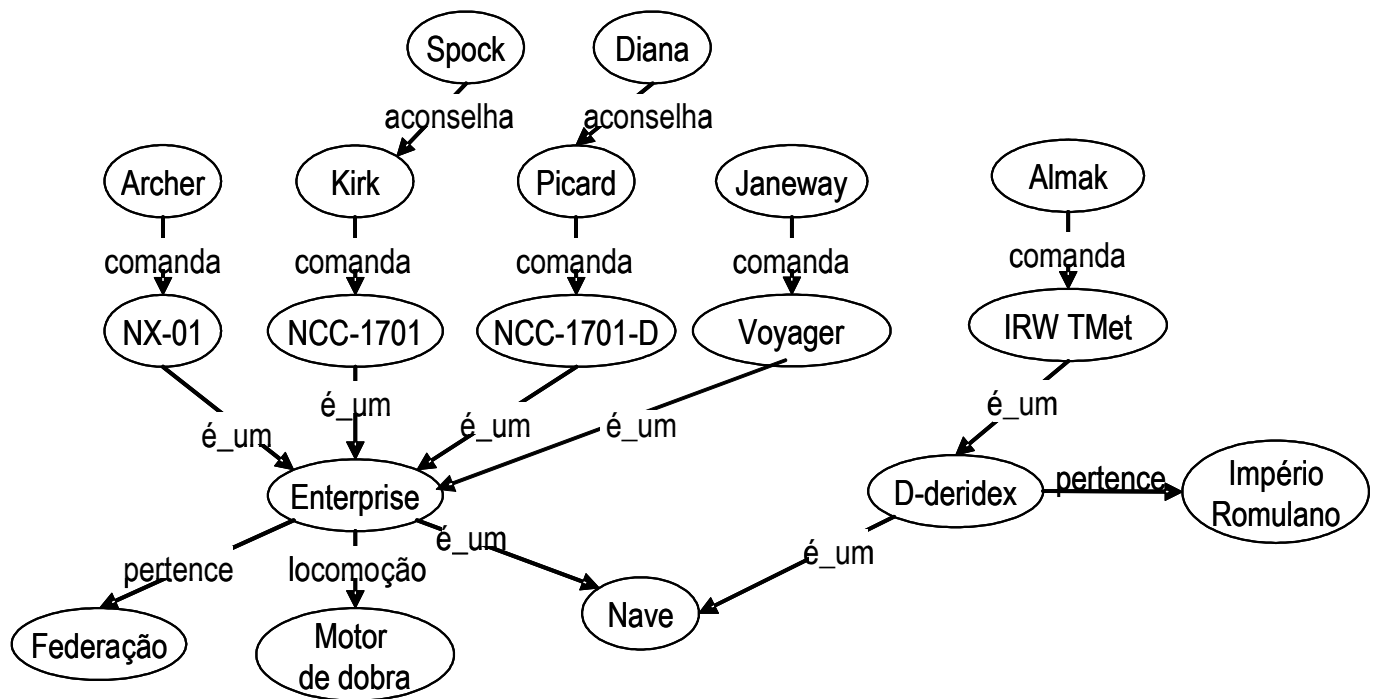 Spock
Diana
aconselha
aconselha
Archer
Kirk
Picard
Janeway
Almak
comanda
comanda
comanda
comanda
comanda
NX-01
NCC-1701
NCC-1701-D
Voyager
IRW TMet
é_um
é_um
é_um
é_um
é_um
Enterprise
D-deridex
pertence
Império
Romulano
pertence
locomoção
é_um
é_um
Federação
Motor
de dobra
Nave